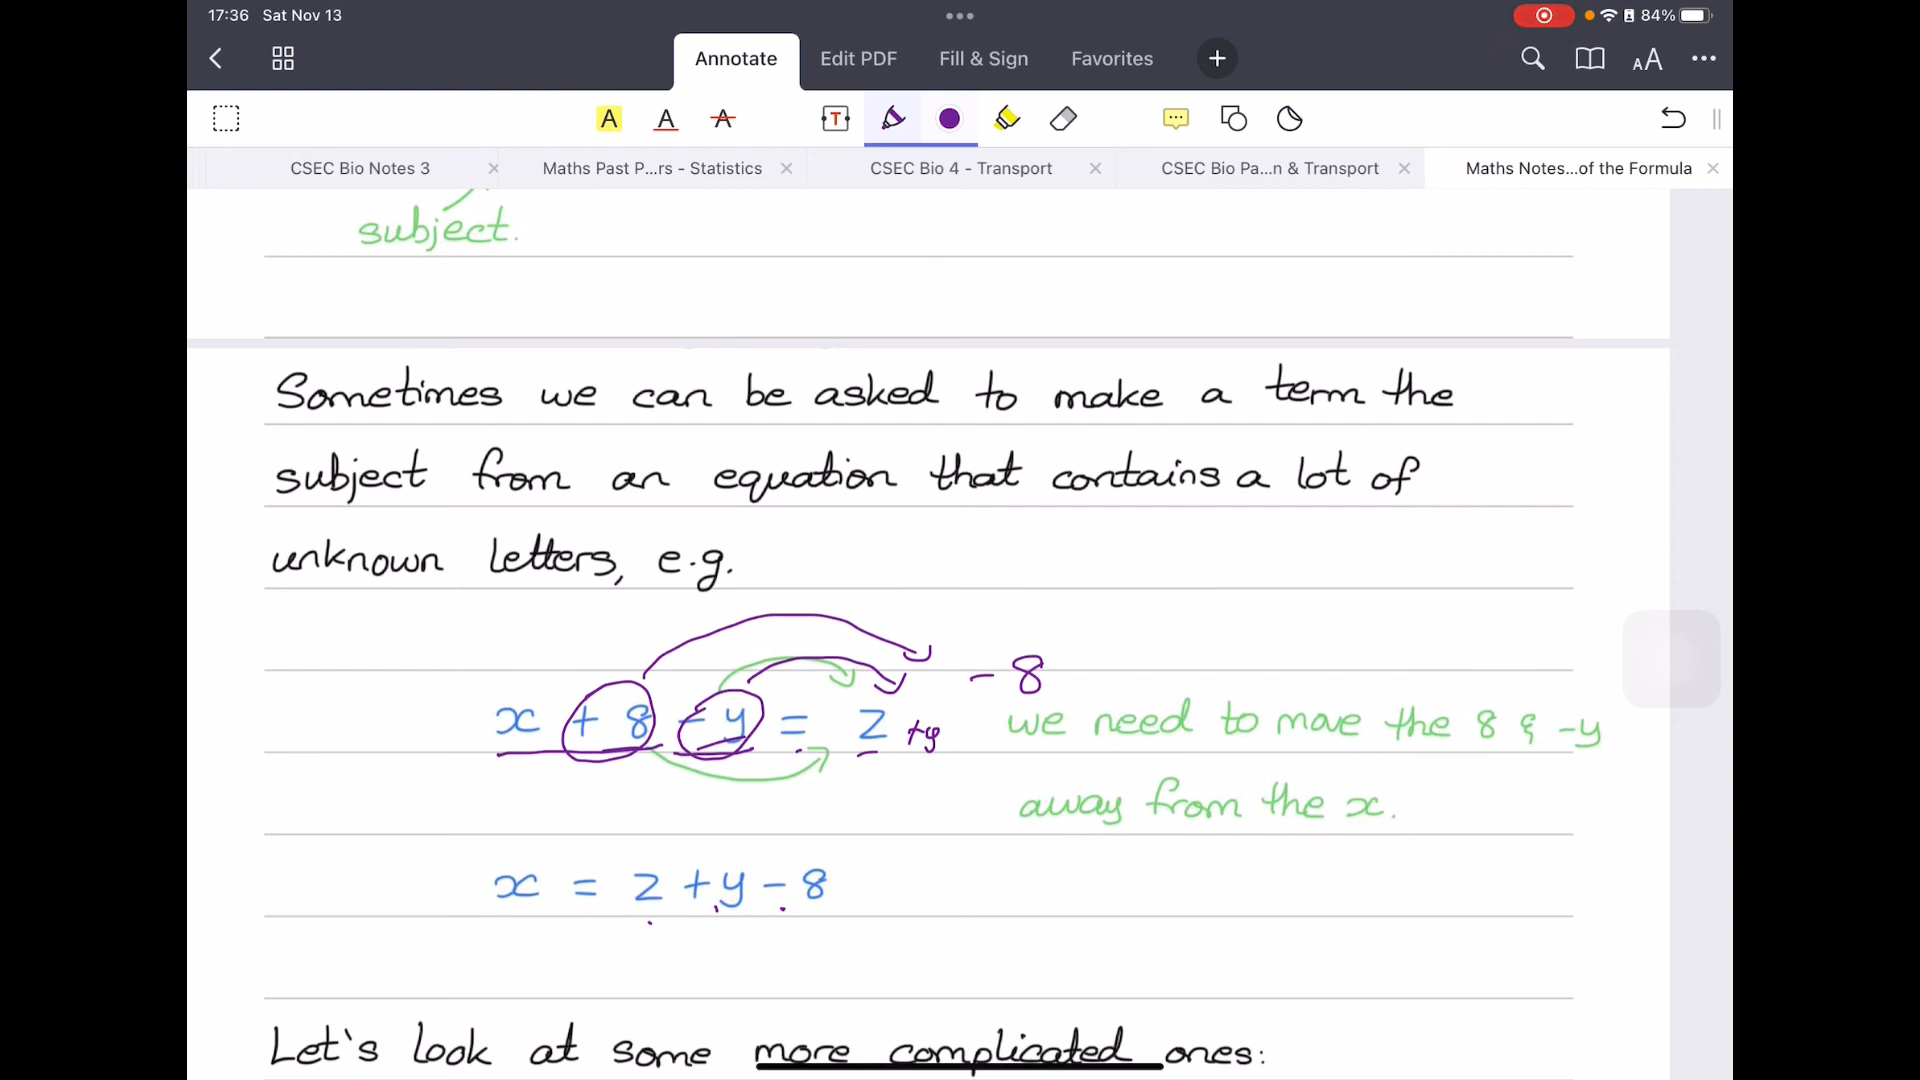 17:36 Sat Nov 13
84%
Annotate Edit PDF Fill & Sign Favorites
AA
A A A T
CSEC Bio Notes 3 Maths Past P...rs - Statistics CSEC Bio 4 - Transport CSEC Bio Pa...n & Transport Maths Notes...of the Formula
subject.
Sometimes we can be asked to make a term the
subject from an equation that contains a lot of
unknown letters, e.g.
- 8
x + 8 - y = z +y we need to move the 8 & -y
away from the x.
x = z + y - 8
Let's look at some more complicated ones: